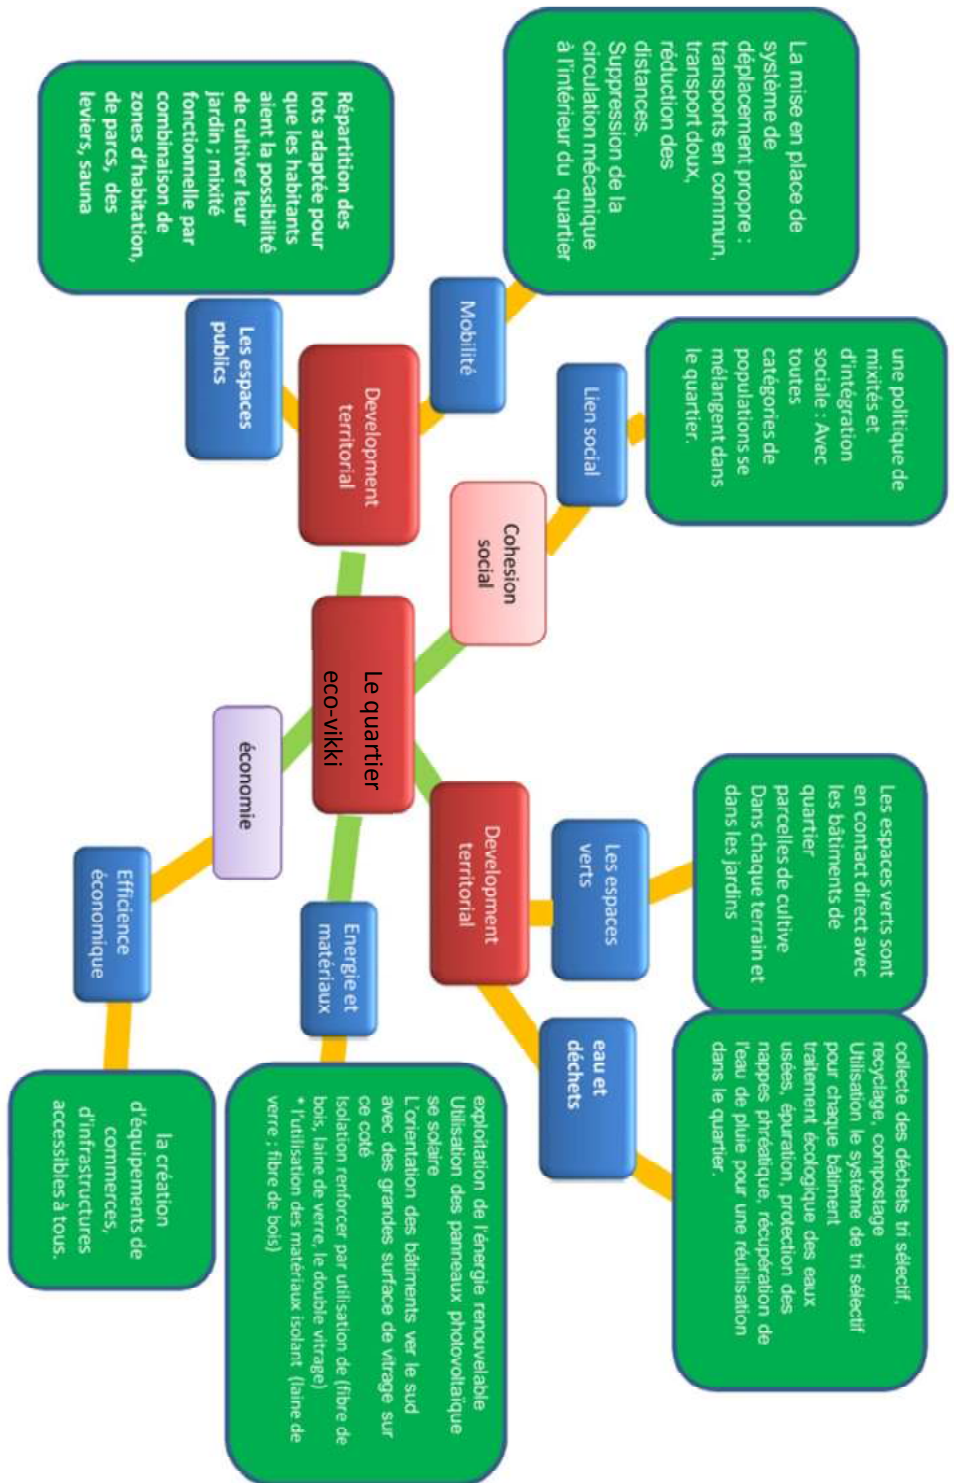 La mise en place de
système de
déplacement propre :
transports en commun,
transport doux,
réduction des
distances.
Suppression de la
circulation mécanique
à l'intérieur du quartier
une politique de
mixités et
d'intégration
sociale : Avec
toutes
catégories de
populations se
mélangent dans
le quartier.
Les espaces verts sont
en contact direct avec
les bâtiments de
quartier
parcelles de cultive
Dans chaque terrain et
dans les jardins
collecte des déchets tri sélectif,
recyclage, compostage
Utilisation le système de tri sélectif
pour chaque bâtiment
traitement écologique des eaux
usées, épuration, protection des
nappes phréatique, récupération de
l'eau de pluie pour une réutilisation
dans le quartier.
Mobilité
Lien social
Les espaces
verts
eau et
déchets
Cohesion
social
Development
territorial
Development
territorial
Le quartier
eco-vikki
Energie et
matériaux
exploitation de l'énergie renouvelable
Utilisation des panneaux photovoltaïque
se solaire
L'orientation des bâtiments ver le sud
avec des grandes surface de vitrage sur
ce coté
Isolation renforcer par utilisation de (fibre de
bois, laine de verre, le double vitrage)
* l'utilisation des matériaux isolant (laine de
verre ; fibre de bois)
Les espaces
publics
Répartition des
lots adaptée pour
que les habitants
aient la possibilité
de cultiver leur
jardin ; mixité
fonctionnelle par
combinaison de
zones d'habitation,
de parcs, des
leviers, sauna
économie
Efficience
économique
la création
d'équipements de
commerces,
d'infrastructures
accessibles à tous.